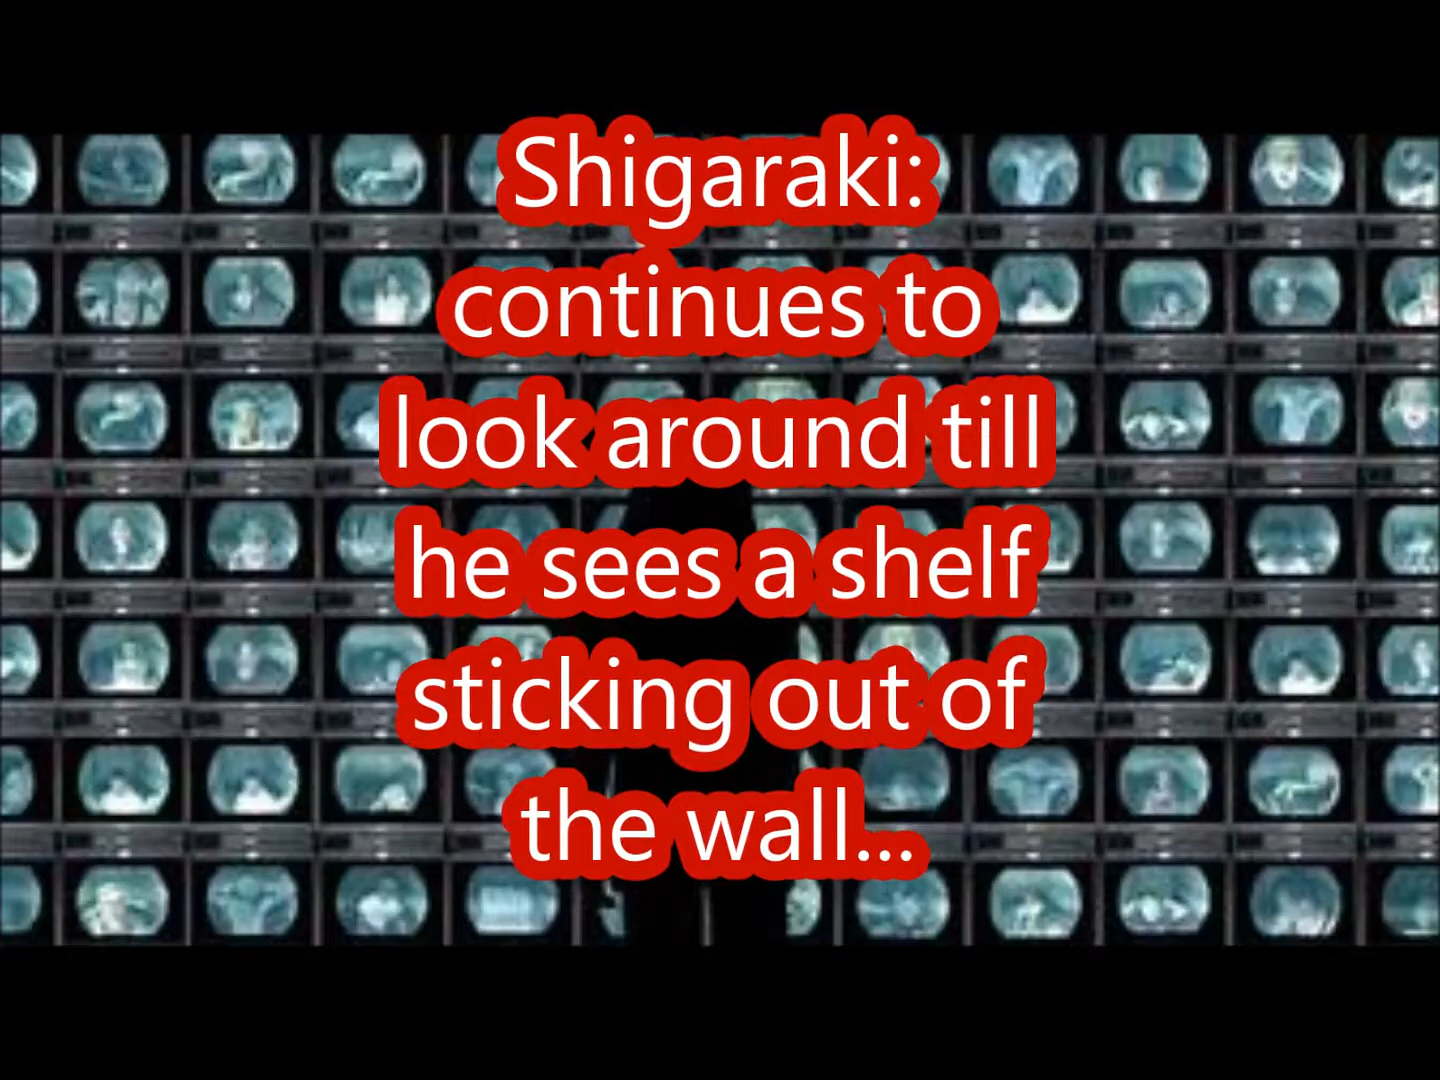 Shigaraki:
continues to
look around till
he sees a shelf
sticking out of
the wall...